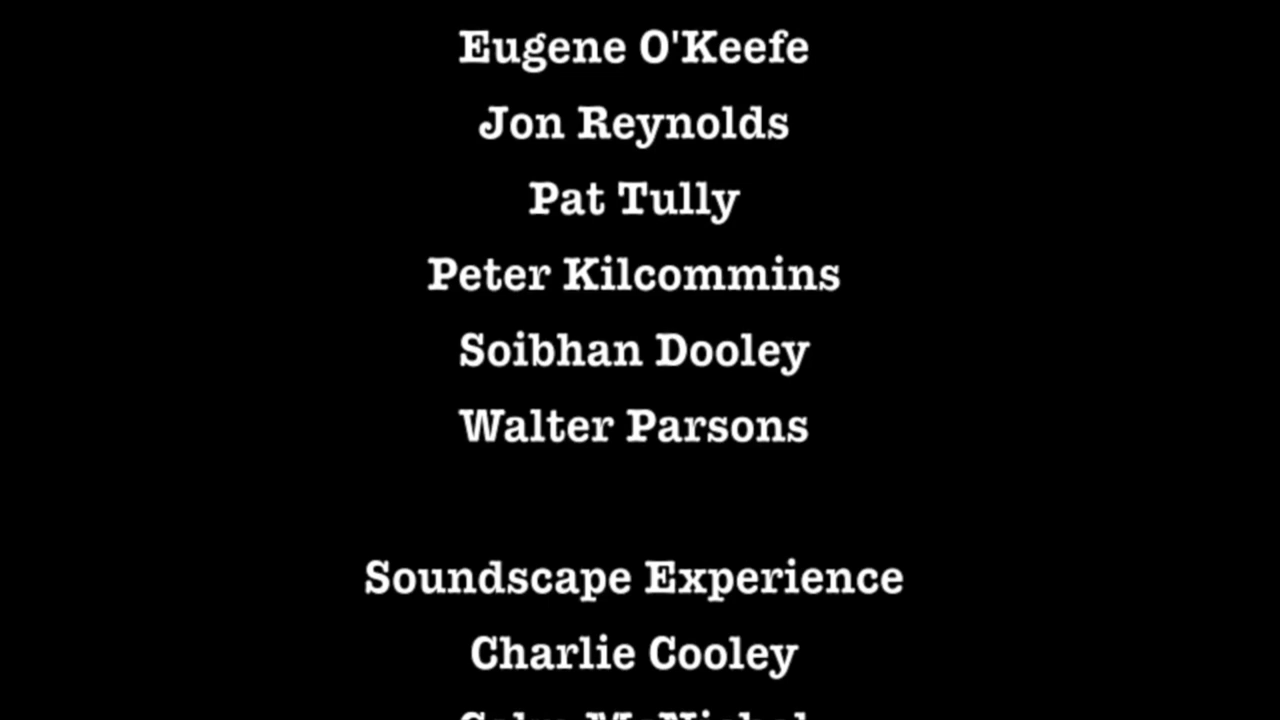 Eugene O'Keefe
Jon Reynolds
Pat Tully
Peter Kilcommins
Soibhan Dooley
Walter Parsons
Soundscape Experience
Charlie Cooley